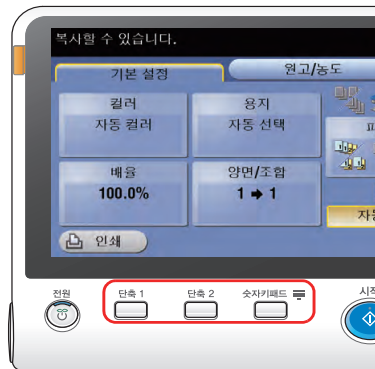 복사할 수 있습니다.
기본 설정 원고/농도
컬러 용지
자동 컬러 자동 선택
배율 양면/조합
100.0% 1 ➔ 1
인쇄
전원 단축 1 단축 2 숫자키패드